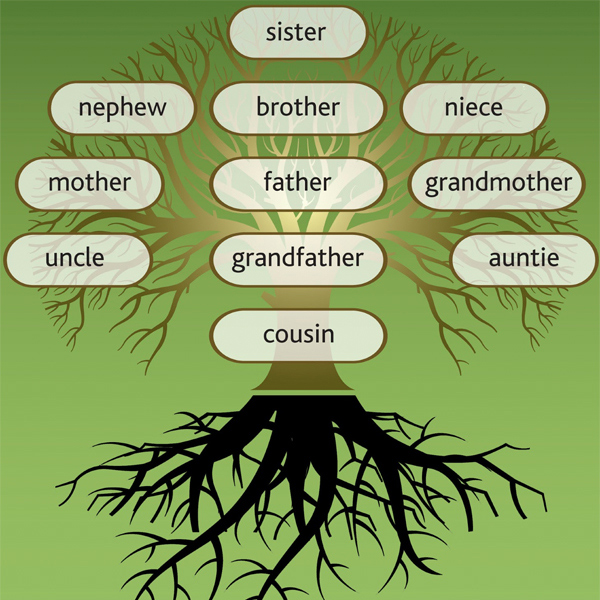 sister
nephew brother niece
mother father grandmother
uncle grandfather auntie
cousin